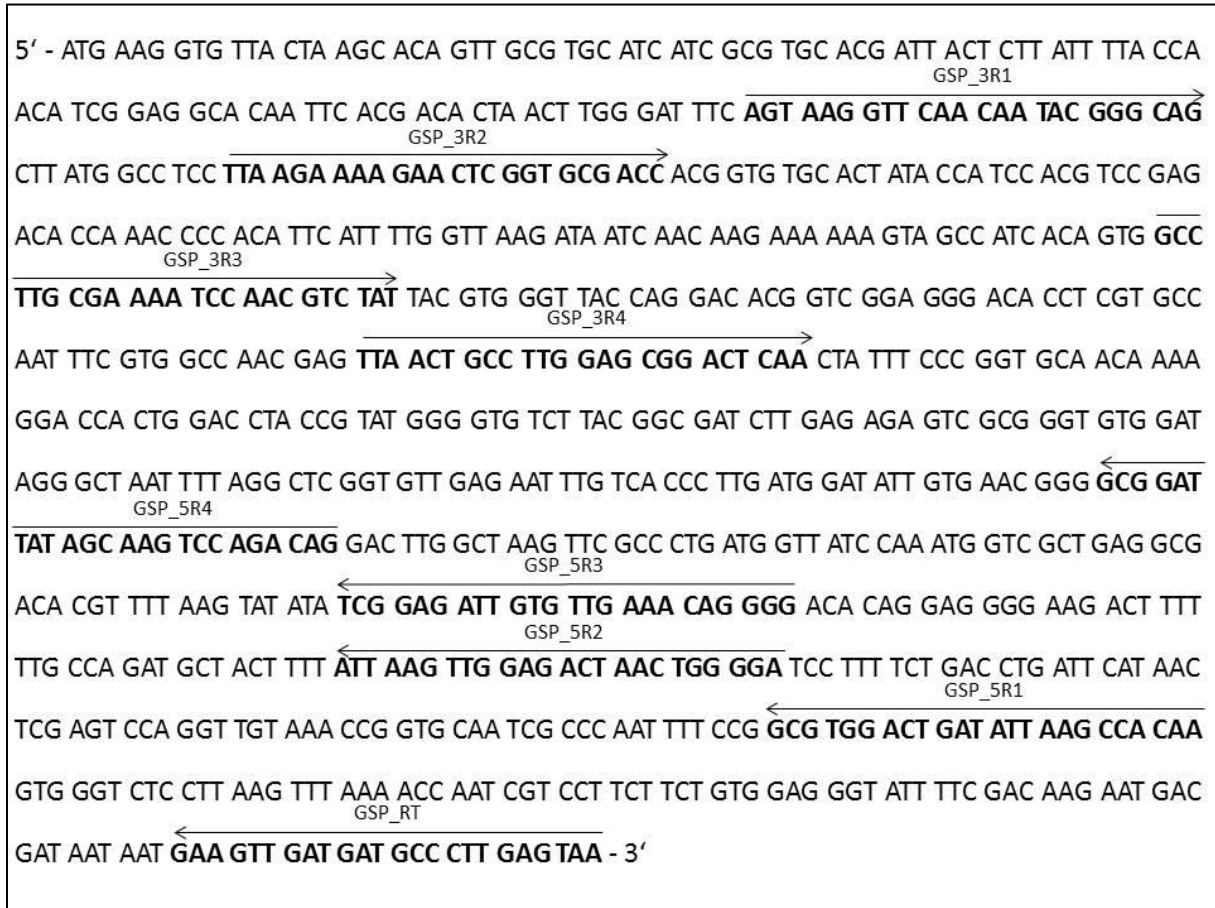 5‘ - ATG AAG GTG TTA CTA AGC ACA GTT GCG TGC ATC ATC GCG TGC ACG ATT ACT CTT ATT TTA CCA
GSP_3R1
ACA TCG GAG GCA CAA TTC ACG ACA CTA ACT TGG GAT TTC AGT AAG GTT CAA CAA TAC GGG CAG
GSP_3R2
CTT ATG GCC TCC TTA AGA AAA GAA CTC GGT GCG ACC ACG GTG TGC ACT ATA CCA TCC ACG TCC GAG
ACA CCA AAC CCC ACA TTC ATT TTG GTT AAG ATA ATC AAC AAG AAA AAA GTA GCC ATC ACA GTG GCC
GSP_3R3
TTG CGA AAA TCC AAC GTC TAT TAC GTG GGT TAC CAG GAC ACG GTC GGA GGG ACA CCT CGT GCC
GSP_3R4
AAT TTC GTG GCC AAC GAG TTA ACT GCC TTG GAG CGG ACT CAA CTA TTT CCC GGT GCA ACA AAA
GGA CCA CTG GAC CTA CCG TAT GGG GTG TCT TAC GGC GAT CTT GAG AGA GTC GCG GGT GTG GAT
AGG GCT AAT TTT AGG CTC GGT GTT GAG AAT TTG TCA CCC TTG ATG GAT ATT GTG AAC GGG GCG GAT
GSP_5R4
TAT AGC AAG TCC AGA CAG GAC TTG GCT AAG TTC GCC CTG ATG GTT ATC CAA ATG GTC GCT GAG GCG
GSP_5R3
ACA CGT TTT AAG TAT ATA TCG GAG ATT GTG TTG AAA CAG GGG ACA CAG GAG GGG AAG ACT TTT
GSP_5R2
TTG CCA GAT GCT ACT TTT ATT AAG TTG GAG ACT AAC TGG GGA TCC TTT TCT GAC CTG ATT CAT AAC
GSP_5R1
TCG AGT CCA GGT TGT AAA CCG GTG CAA TCG CCC AAT TTT CCG GCG TGG ACT GAT ATT AAG CCA CAA
GTG GGT CTC CTT AAG TTT AAA ACC AAT CGT CCT TCT TCT GTG GAG GGT ATT TTC GAC AAG AAT GAC
GSP_RT
GAT AAT AAT GAA GTT GAT GAT GCC CTT GAG TAA - 3‘